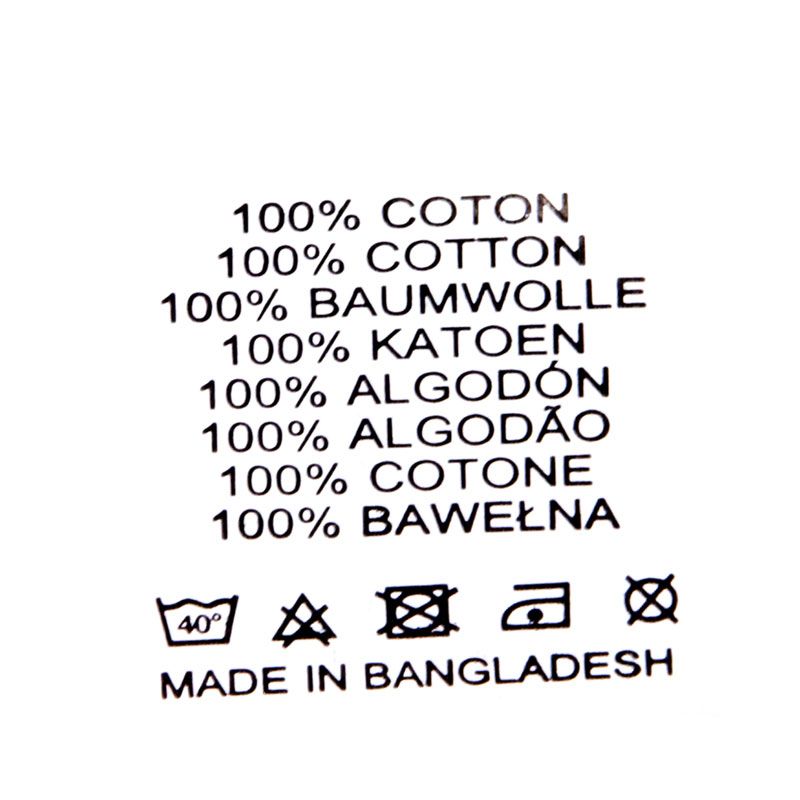 100% COTON
100% COTTON
100% BAUMWOLLE
100% KATOEN
100% ALGODÓN
100% ALGODÃO
100% COTONE
100% BAWEŁNA
40°
MADE IN BANGLADESH